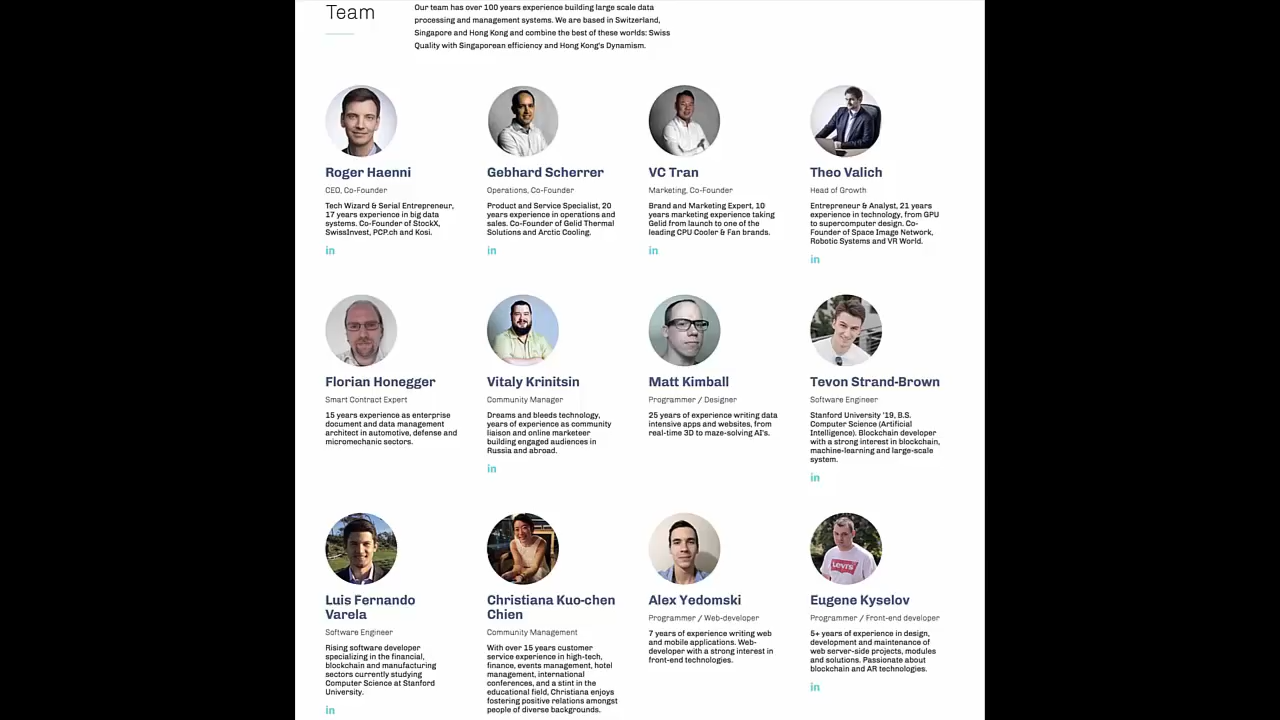 Team
Our team has over 100 years experience building large scale data
processing and management systems. We are based in Switzerland,
Singapore and Hong Kong and combine the best of these worlds: Swiss
Quality with Singaporean efficiency and Hong Kong's Dynamism.
Roger Haenni
CEO, Co-Founder
Tech Wizard & Serial Entrepreneur,
17 years experience in big data
systems. Co-Founder of StockX,
SwissInvest, PCP.ch and Kosi.
in
Gebhard Scherrer
Operations, Co-Founder
Product and Service Specialist, 20
years experience in operations and
sales. Co-Founder of Gelid Thermal
Solutions and Arctic Cooling.
in
VC Tran
Marketing, Co-Founder
Brand and Marketing Expert, 10
years marketing experience taking
Gelid from launch to one of the
leading CPU Cooler & Fan brands.
in
Theo Valich
Head of Growth
Entrepreneur & Analyst, 21 years
experience in technology, from GPU
to supercomputer design. Co-
Founder of Space Image Network,
Robotic Systems and VR World.
in
Florian Honegger
Smart Contract Expert
15 years experience as enterprise
document and data management
architect in automotive, defense and
micromechanic sectors.
Vitaly Krinitsin
Community Manager
Dreams and bleeds technology,
years of experience as community
liaison and online marketeer
building engaged audiences in
Russia and abroad.
in
Matt Kimball
Programmer / Designer
25 years of experience writing data
intensive apps and websites, from
real-time 3D to maze-solving AI's.
Tevon Strand-Brown
Software Engineer
Stanford University '19, B.S.
Computer Science (Artificial
Intelligence). Blockchain developer
with a strong interest in blockchain,
machine-learning and large-scale
system.
in
Luis Fernando
Varela
Software Engineer
Rising software developer
specializing in the financial,
blockchain and manufacturing
sectors currently studying
Computer Science at Stanford
University.
in
Christiana Kuo-chen
Chien
Community Management
With over 15 years customer
service experience in high-tech,
finance, events management, hotel
management, international
conferences, and a stint in the
educational field, Christiana enjoys
fostering positive relations amongst
people of diverse backgrounds.
Alex Yedomski
Programmer / Web-developer
7 years of experience writing web
and mobile applications. Web-
developer with a strong interest in
front-end technologies.
Levi's
Eugene Kyselov
Programmer / Front-end developer
5+ years of experience in design,
development and maintenance of
web server-side projects, modules
and solutions. Passionate about
blockchain and AR technologies.
in